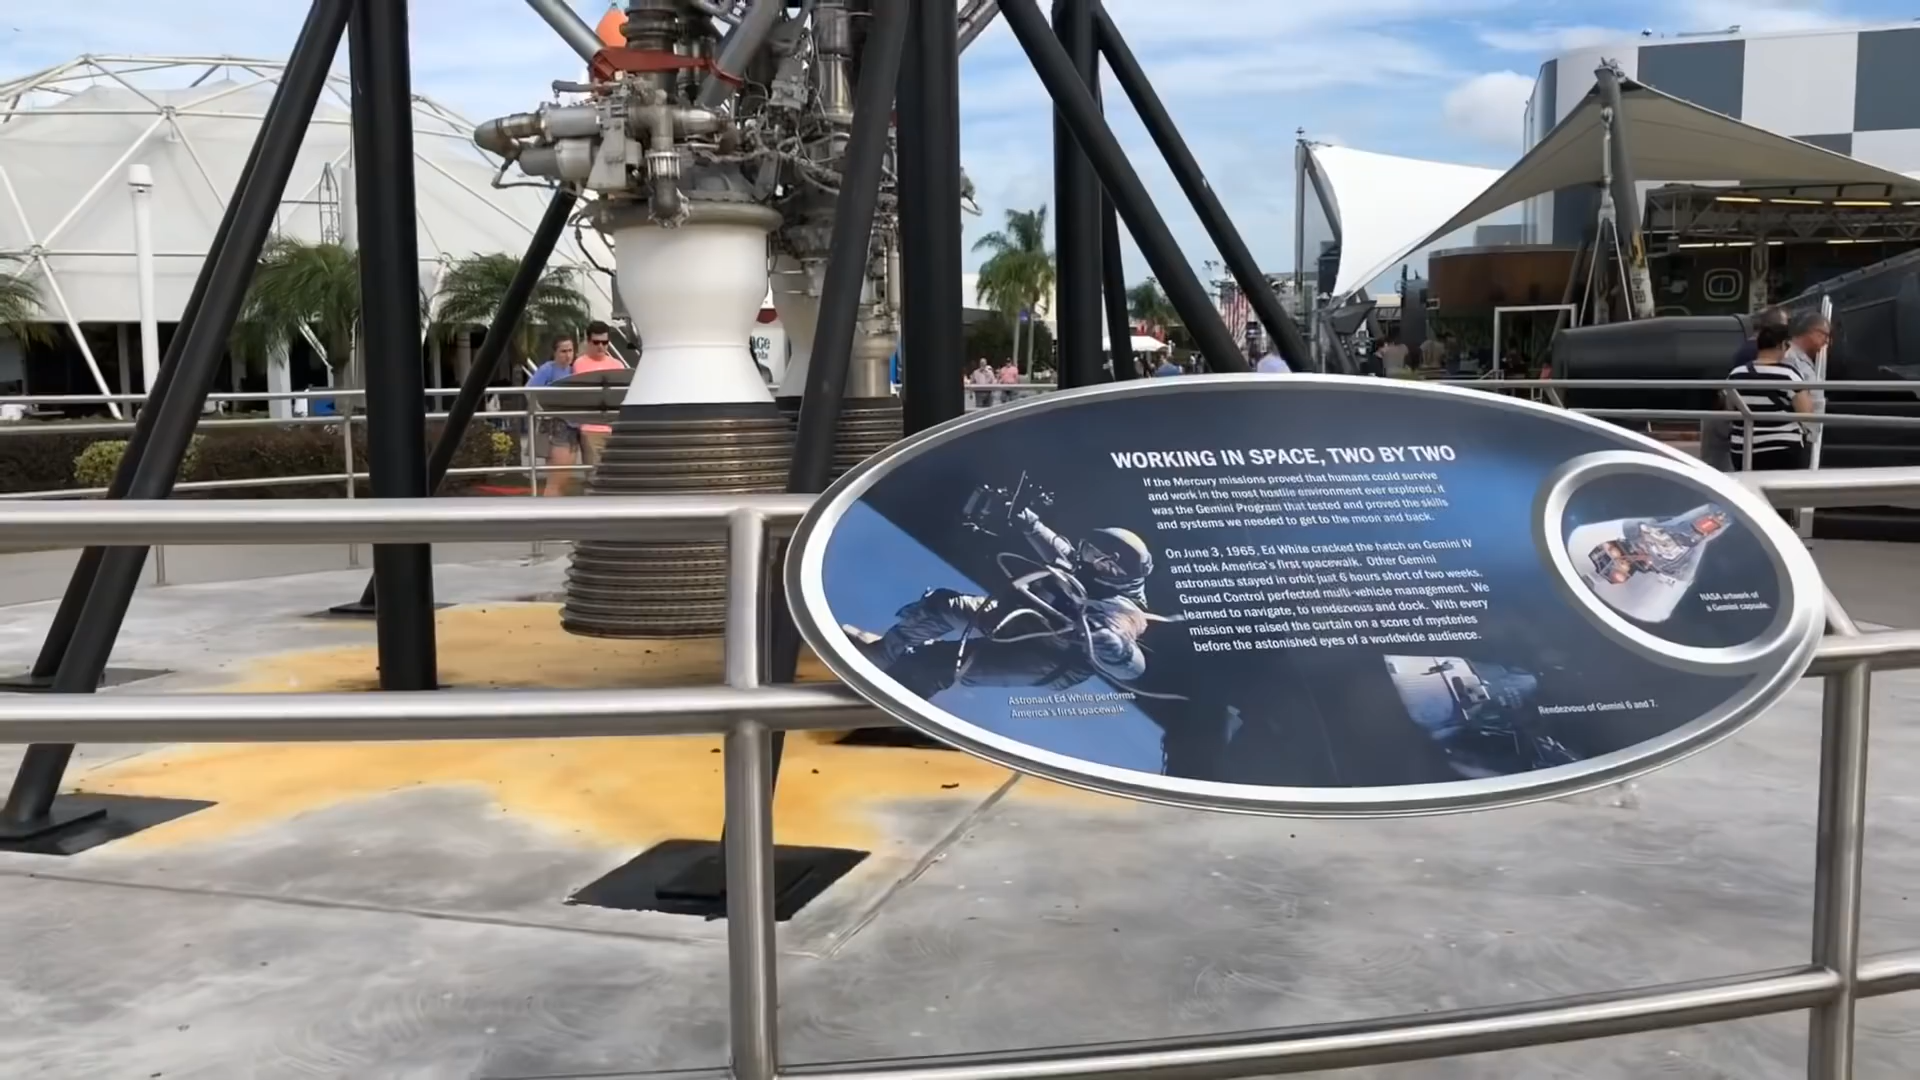 WORKING IN SPACE, TWO BY TWO
If the Mercury missions proved that humans could survive
and work in the most hostile environment ever explored, it
was the Gemini Program that tested and proved the skills
and systems we needed to get to the moon and back.
On June 3, 1965, Ed White cracked the hatch on Gemini IV
and took America's first spacewalk. Other Gemini
astronauts stayed in orbit just 6 hours short of two weeks.
Ground Control perfected multi-vehicle management. We
learned to navigate, to rendezvous and dock. With every
mission we raised the curtain on a score of mysteries
before the astonished eyes of a worldwide audience.
NASA artwork of
a Gemini capsule.
Astronaut Ed White performs
America's first spacewalk.
Rendezvous of Gemini 6 and 7.